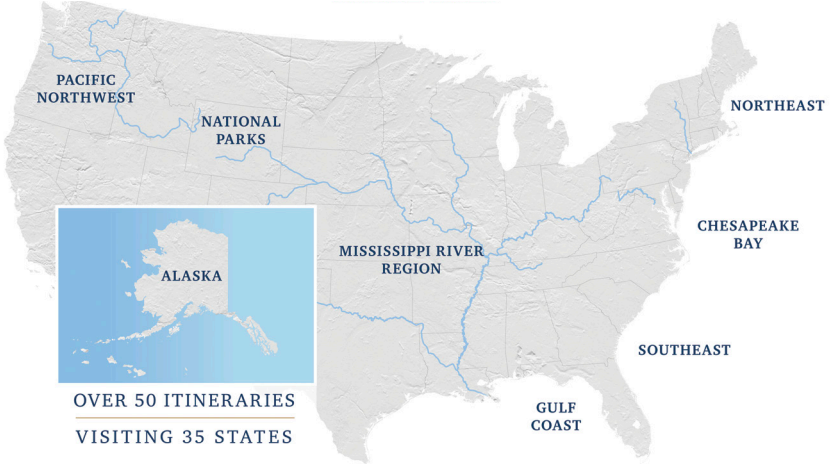 PACIFIC
NORTHWEST
NATIONAL
PARKS
NORTHEAST
CHESAPEAKE
BAY
MISSISSIPPI RIVER
REGION
ALASKA
SOUTHEAST
GULF
COAST
OVER 50 ITINERARIES
VISITING 35 STATES